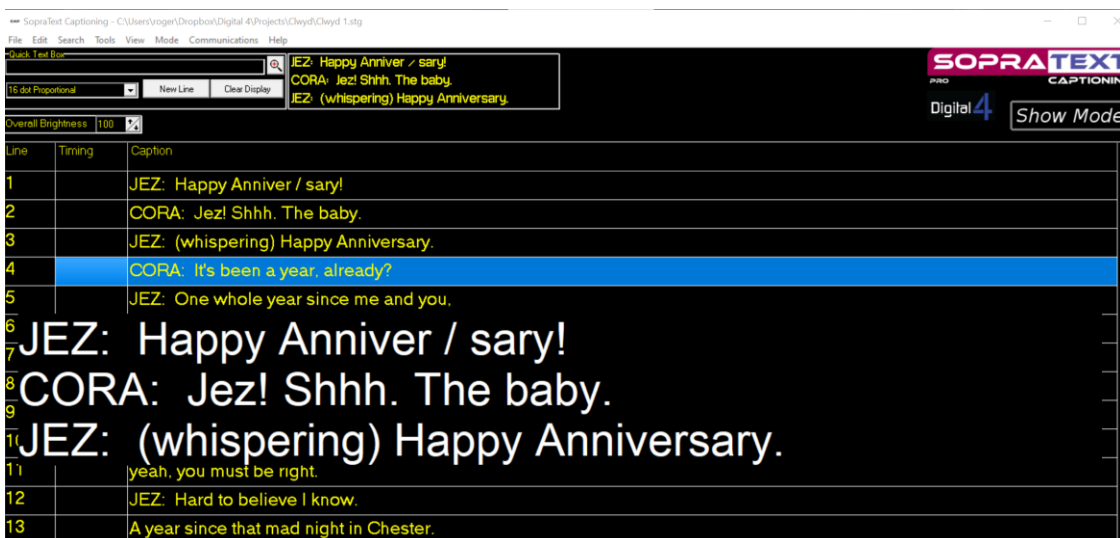 SopraText Captioning - C:\Users\roger\Dropbox\Digital 4\Projects\Clwyd\Clwyd 1.stg
File Edit Search Tools View Mode Communications Help
Quick Text Box
JEZ: Happy Anniver / sary!
CORA: Jez! Shhh. The baby.
JEZ: (whispering) Happy Anniversary.
16 dot Proportional
New Line
Clear Display
Overall Brightness 100
SOPRATEXT
PRO CAPTIONIN
Digital 4
Show Mode
Line Timing Caption
1 JEZ: Happy Anniver / sary!
2 CORA: Jez! Shhh. The baby.
3 JEZ: (whispering) Happy Anniversary.
4 CORA: It's been a year, already?
5 JEZ: One whole year since me and you,
6
JEZ: Happy Anniver / sary!
7
8
CORA: Jez! Shhh. The baby.
9
JEZ: (whispering) Happy Anniversary.
11 yeah, you must be right.
12 JEZ: Hard to believe I know.
13 A year since that mad night in Chester.